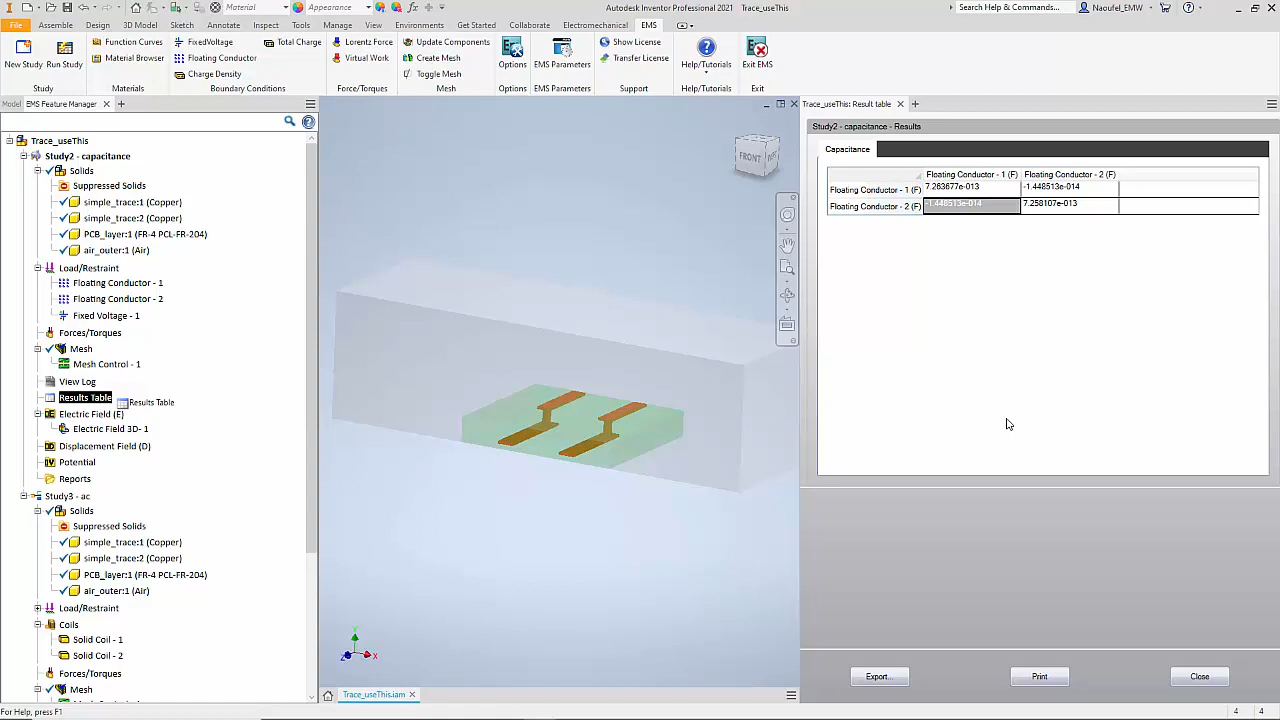 Material
Appearance
Autodesk Inventor Professional 2021
Trace_useThis
Search Help & Commands...
Naoufel_EMW
File
Assemble
Design
3D Model
Sketch
Annotate
Inspect
Tools
Manage
View
Environments
Get Started
Collaborate
Electromechanical
EMS
New Study
Run Study
Function Curves
Material Browser
FixedVoltage
Floating Conductor
Charge Density
Total Charge
Lorentz Force
Virtual Work
Update Components
Create Mesh
Toggle Mesh
Options
EMS Parameters
Show License
Transfer License
Help/Tutorials
Exit EMS
Study
Materials
Boundary Conditions
Force/Torques
Mesh
Options
EMS Parameters
Support
Help/Tutorials
Exit
Model
EMS Feature Manager
Trace_useThis
Study2 - capacitance
Solids
Suppressed Solids
simple_trace:1 (Copper)
simple_trace:2 (Copper)
PCB_layer:1 (FR-4 PCL-FR-204)
air_outer:1 (Air)
Load/Restraint
Floating Conductor - 1
Floating Conductor - 2
Fixed Voltage - 1
Forces/Torques
Mesh
Mesh Control - 1
View Log
Results Table
Results Table
Electric Field (E)
Electric Field 3D- 1
Displacement Field (D)
Potential
Reports
Study3 - ac
Solids
Suppressed Solids
simple_trace:1 (Copper)
simple_trace:2 (Copper)
PCB_layer:1 (FR-4 PCL-FR-204)
air_outer:1 (Air)
Load/Restraint
Coils
Solid Coil - 1
Solid Coil - 2
Forces/Torques
Mesh
For Help, press F1
FRONT
Y
Z
X
Trace_useThis.iam
Trace_useThis: Result table
Study2 - capacitance - Results
Capacitance
Floating Conductor - 1 (F) Floating Conductor - 2 (F)
Floating Conductor - 1 (F) 7.263677e-013 -1.448513e-014
Floating Conductor - 2 (F) -1.448513e-014 7.258107e-013
Export...
Print
Close
4 4